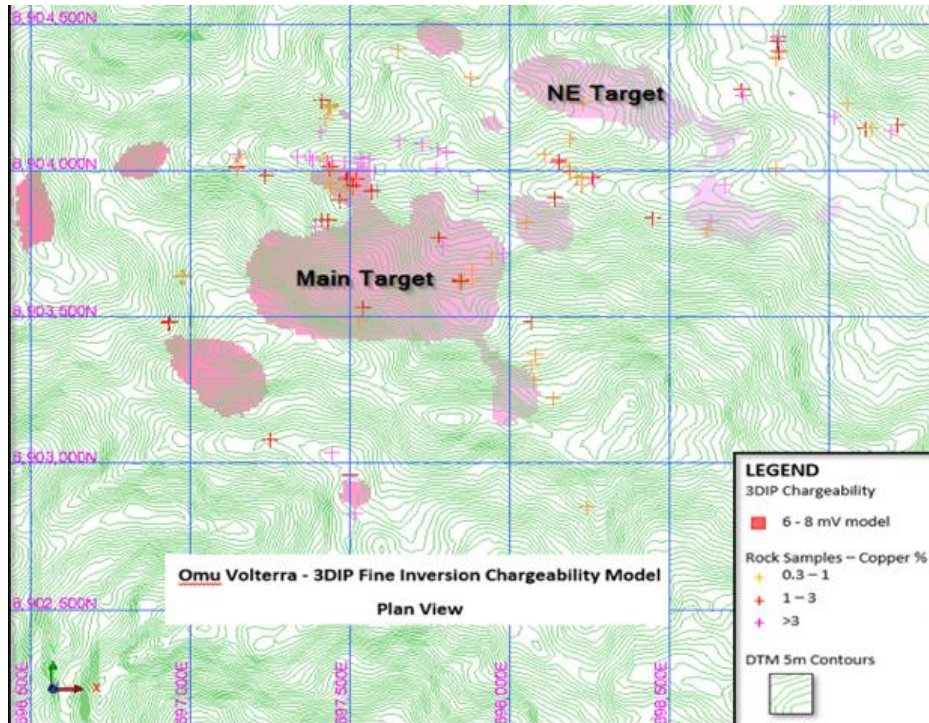 8,904,500N
NE Target
8,904,000N
Main Target
8,903,500N
8,903,000N
LEGEND
3DIP Chargeability
6 - 8 mV model
Rock Samples – Copper %
0.3 – 1
1 – 3
>3
DTM 5m Contours
Omu Volterra - 3DIP Fine Inversion Chargeability Model
Plan View
8,902,500N
697,000E
697,500E
698,000E
698,500E
X